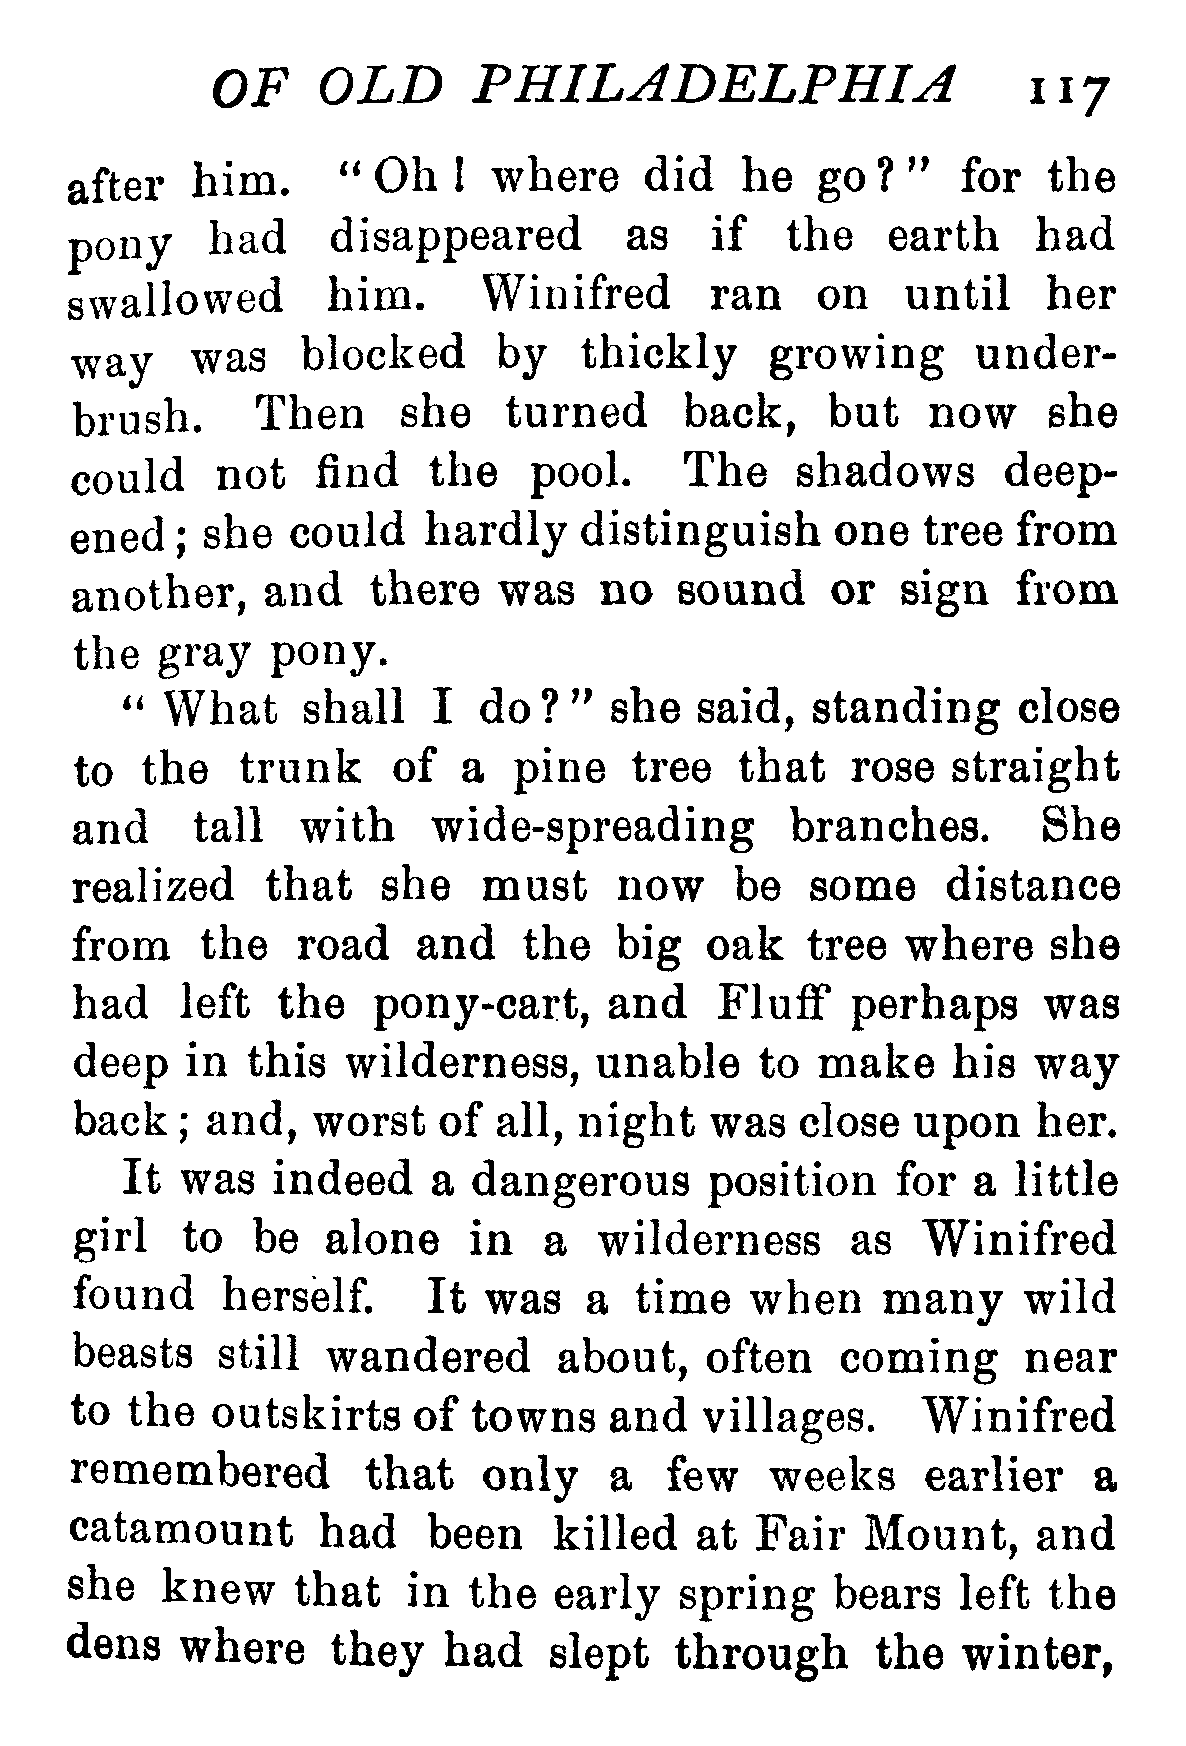 OF OLD PHILADELPHIA 117
after him. " Oh ! where did he go ? " for the
pony had disappeared as if the earth had
swallowed him. Winifred ran on until her
way was blocked by thickly growing under-
brush. Then she turned back, but now she
could not find the pool. The shadows deep-
ened ; she could hardly distinguish one tree from
another, and there was no sound or sign from
the gray pony.
" What shall I do ? " she said, standing close
to the trunk of a pine tree that rose straight
and tall with wide-spreading branches. She
realized that she must now be some distance
from the road and the big oak tree where she
had left the pony-cart, and Fluff perhaps was
deep in this wilderness, unable to make his way
back ; and, worst of all, night was close upon her.
It was indeed a dangerous position for a little
girl to be alone in a wilderness as Winifred
found herself. It was a time when many wild
beasts still wandered about, often coming near
to the outskirts of towns and villages. Winifred
remembered that only a few weeks earlier a
catamount had been killed at Fair Mount, and
she knew that in the early spring bears left the
dens where they had slept through the winter,